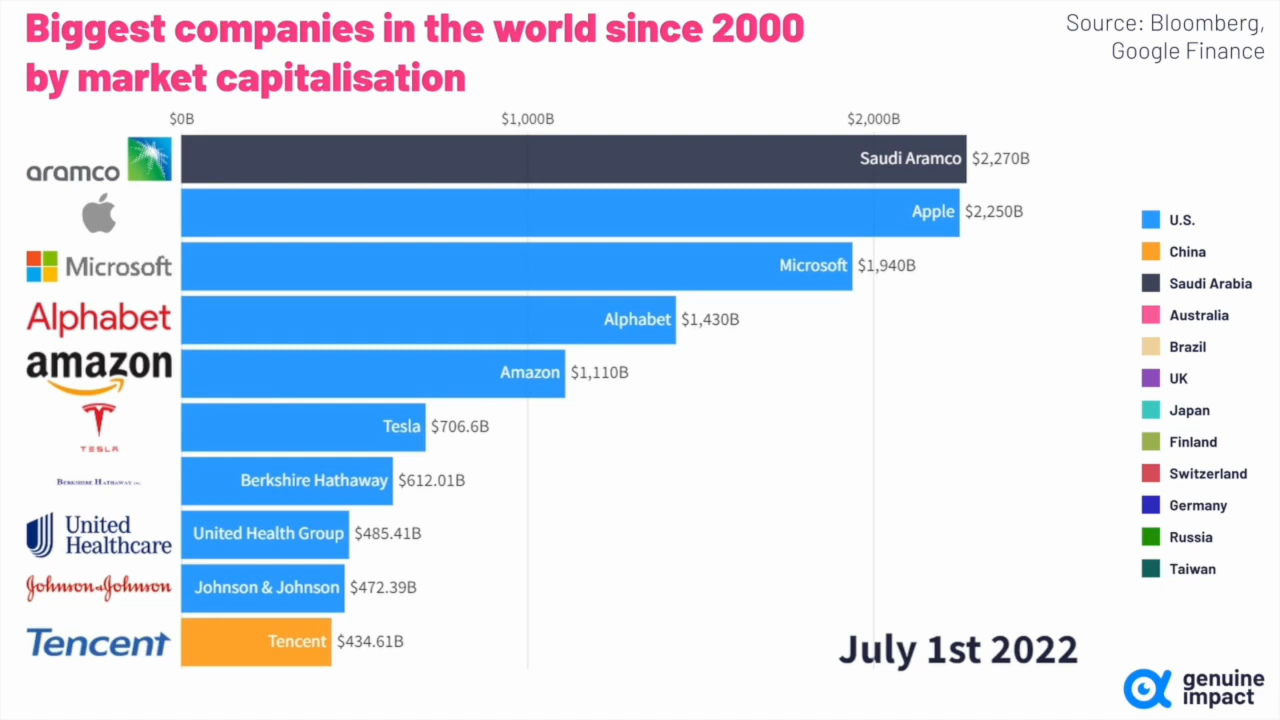 Biggest companies in the world since 2000
by market capitalisation
Source: Bloomberg,
Google Finance
$0B
$1,000B
$2,000B
aramco
Saudi Aramco
$2,270B
Apple
$2,250B
Microsoft
Microsoft
$1,940B
Alphabet
Alphabet
$1,430B
amazon
Amazon
$1,110B
TESLA
Tesla
$706.6B
BERKSHIRE HATHAWAY INC.
Berkshire Hathaway
$612.01B
United
Healthcare
United Health Group
$485.41B
Johnson & Johnson
Johnson & Johnson
$472.39B
Tencent
Tencent
$434.61B
U.S.
China
Saudi Arabia
Australia
Brazil
UK
Japan
Finland
Switzerland
Germany
Russia
Taiwan
July 1st 2022
genuine
impact